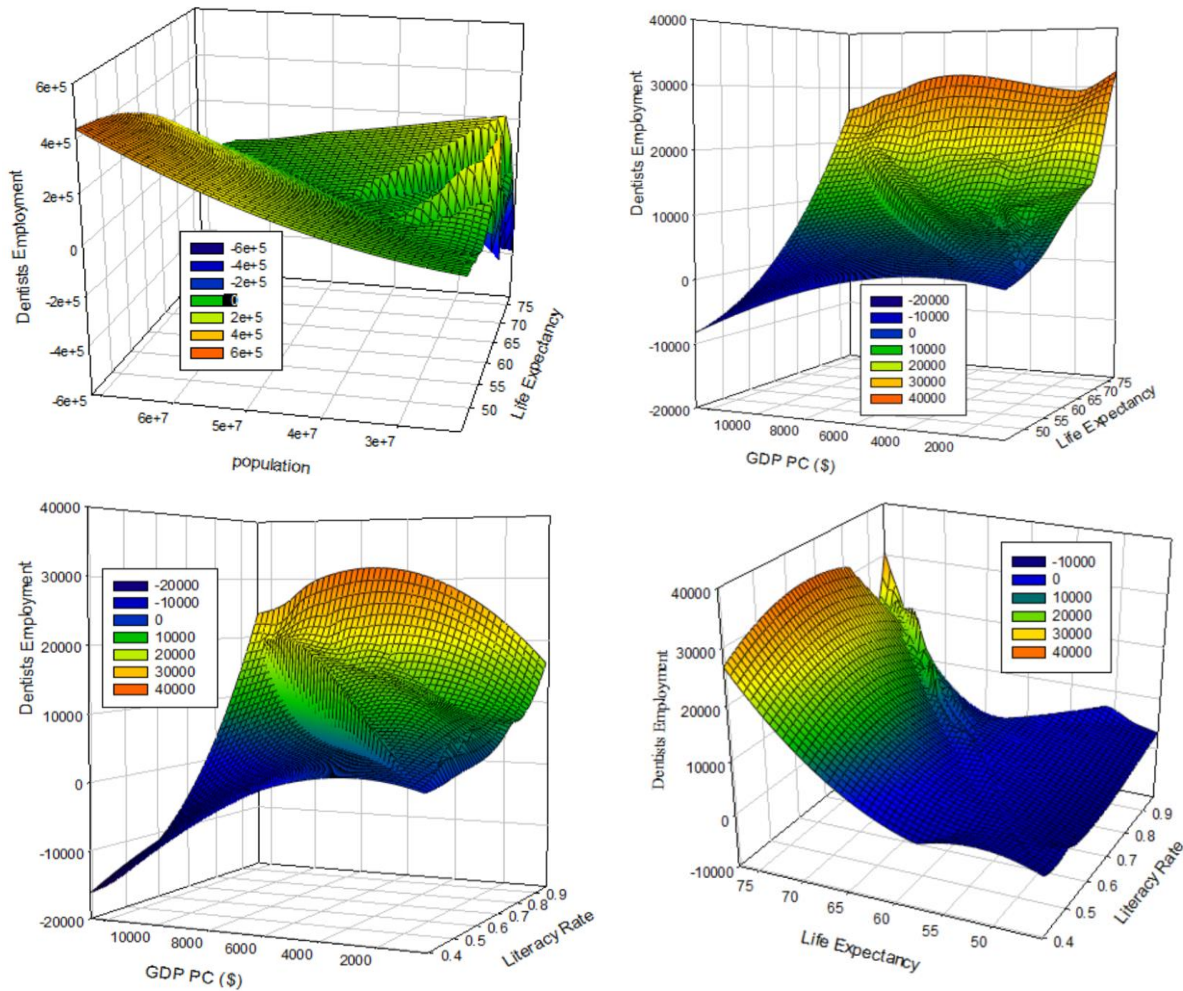 6e+5
4e+5
2e+5
0
-2e+5
-4e+5
-6e+5
Dentists Employment
-6e+5
-4e+5
-2e+5
0
2e+5
4e+5
6e+5
6e+7
5e+7
4e+7
3e+7
population
75
70
65
60
55
50
Life Expectancy
40000
30000
20000
10000
0
-10000
-20000
Dentists Employment
-20000
-10000
0
10000
20000
30000
40000
10000
8000
6000
4000
2000
GDP PC ($)
75
70
65
60
55
50
Life Expectancy
40000
30000
20000
10000
0
-10000
-20000
Dentists Employment
-20000
-10000
0
10000
20000
30000
40000
10000
8000
6000
4000
2000
GDP PC ($)
0.9
0.8
0.7
0.6
0.5
0.4
Literacy Rate
40000
30000
20000
10000
0
-10000
Dentists Employment
-10000
0
10000
20000
30000
40000
75
70
65
60
55
50
Life Expectancy
0.9
0.8
0.7
0.6
0.5
0.4
Literacy Rate